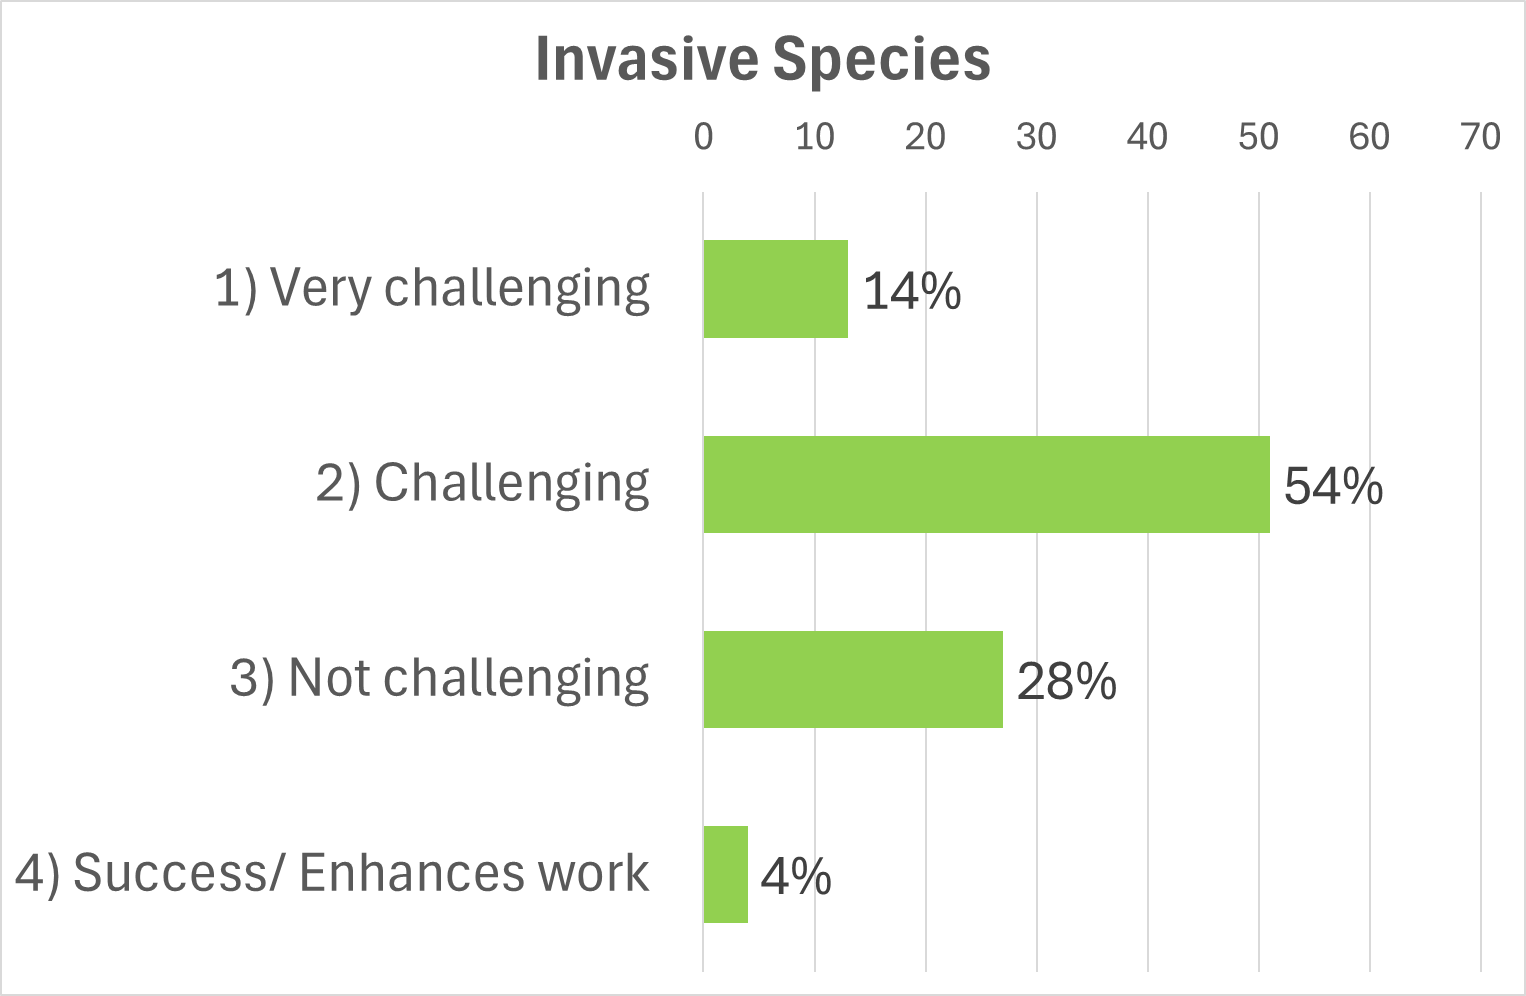 Invasive Species
0 10 20 30 40 50 60 70
1) Very challenging 14%
2) Challenging 54%
3) Not challenging 28%
4) Success/ Enhances work 4%